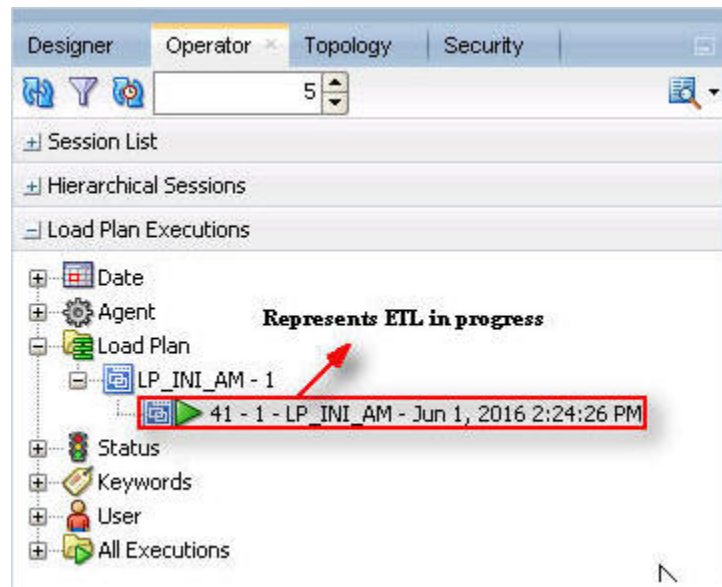 Designer Operator Topology Security
5
Session List
Hierarchical Sessions
Load Plan Executions
Date
Agent
Represents ETL in progress
Load Plan
LP_INI_AM - 1
41 - 1 - LP_INI_AM - Jun 1, 2016 2:24:26 PM
Status
Keywords
User
All Executions